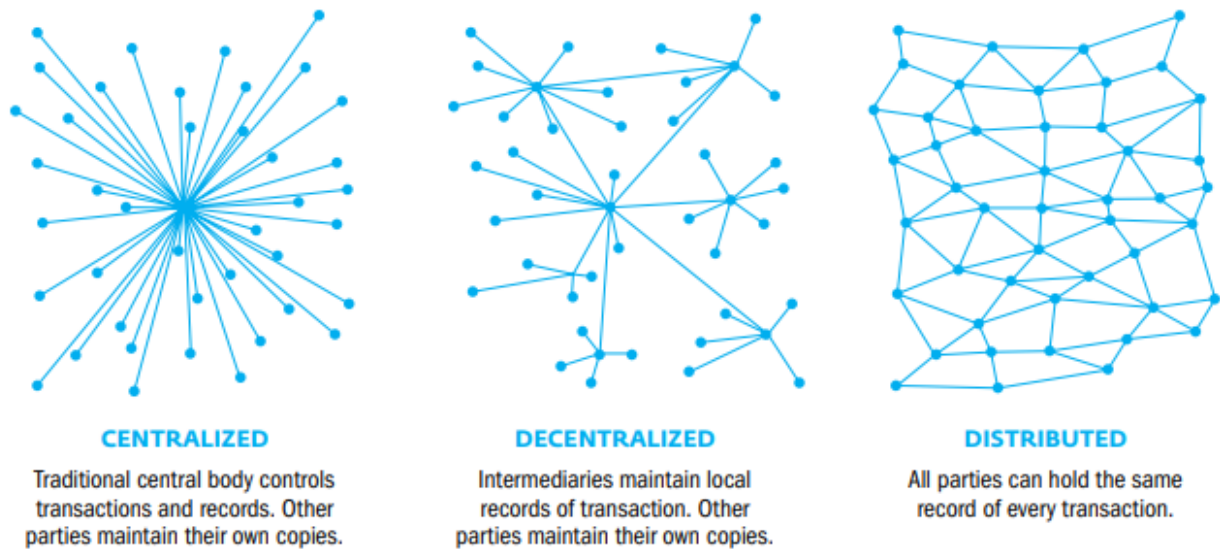 CENTRALIZED
Traditional central body controls
transactions and records. Other
parties maintain their own copies.
DECENTRALIZED
Intermediaries maintain local
records of transaction. Other
parties maintain their own copies.
DISTRIBUTED
All parties can hold the same
record of every transaction.